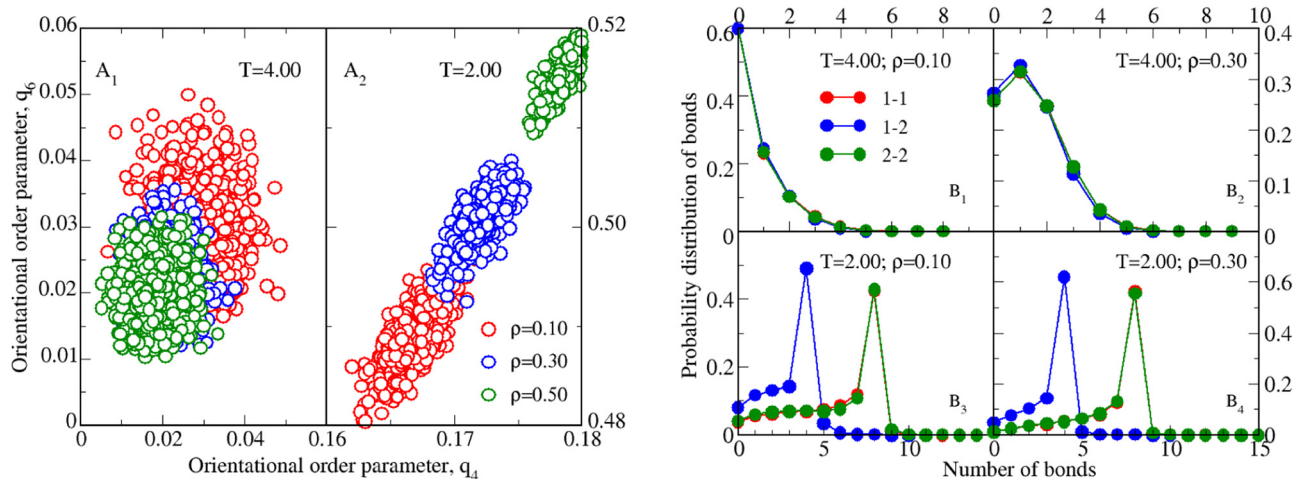 0.06
0.05
0.04
0.03
0.02
0.01
0
Orientational order parameter, q6
A1
T=4.00
A2
T=2.00
0.52
0.50
0.48
ρ=0.10
ρ=0.30
ρ=0.50
0 0.02 0.04 0.16 0.17 0.18
Orientational order parameter, q4
0 2 4 6 8 0 2 4 6 8 10
0.6
0.4
0.2
0
0.4
0.2
0
Probability distribution of bonds
T=4.00; ρ=0.10
1-1
1-2
2-2
B1
T=4.00; ρ=0.30
B2
0.4
0.3
0.2
0.1
0
T=2.00; ρ=0.10
B3
T=2.00; ρ=0.30
B4
0.6
0.4
0.2
0
0 5 10 5 10 15
Number of bonds